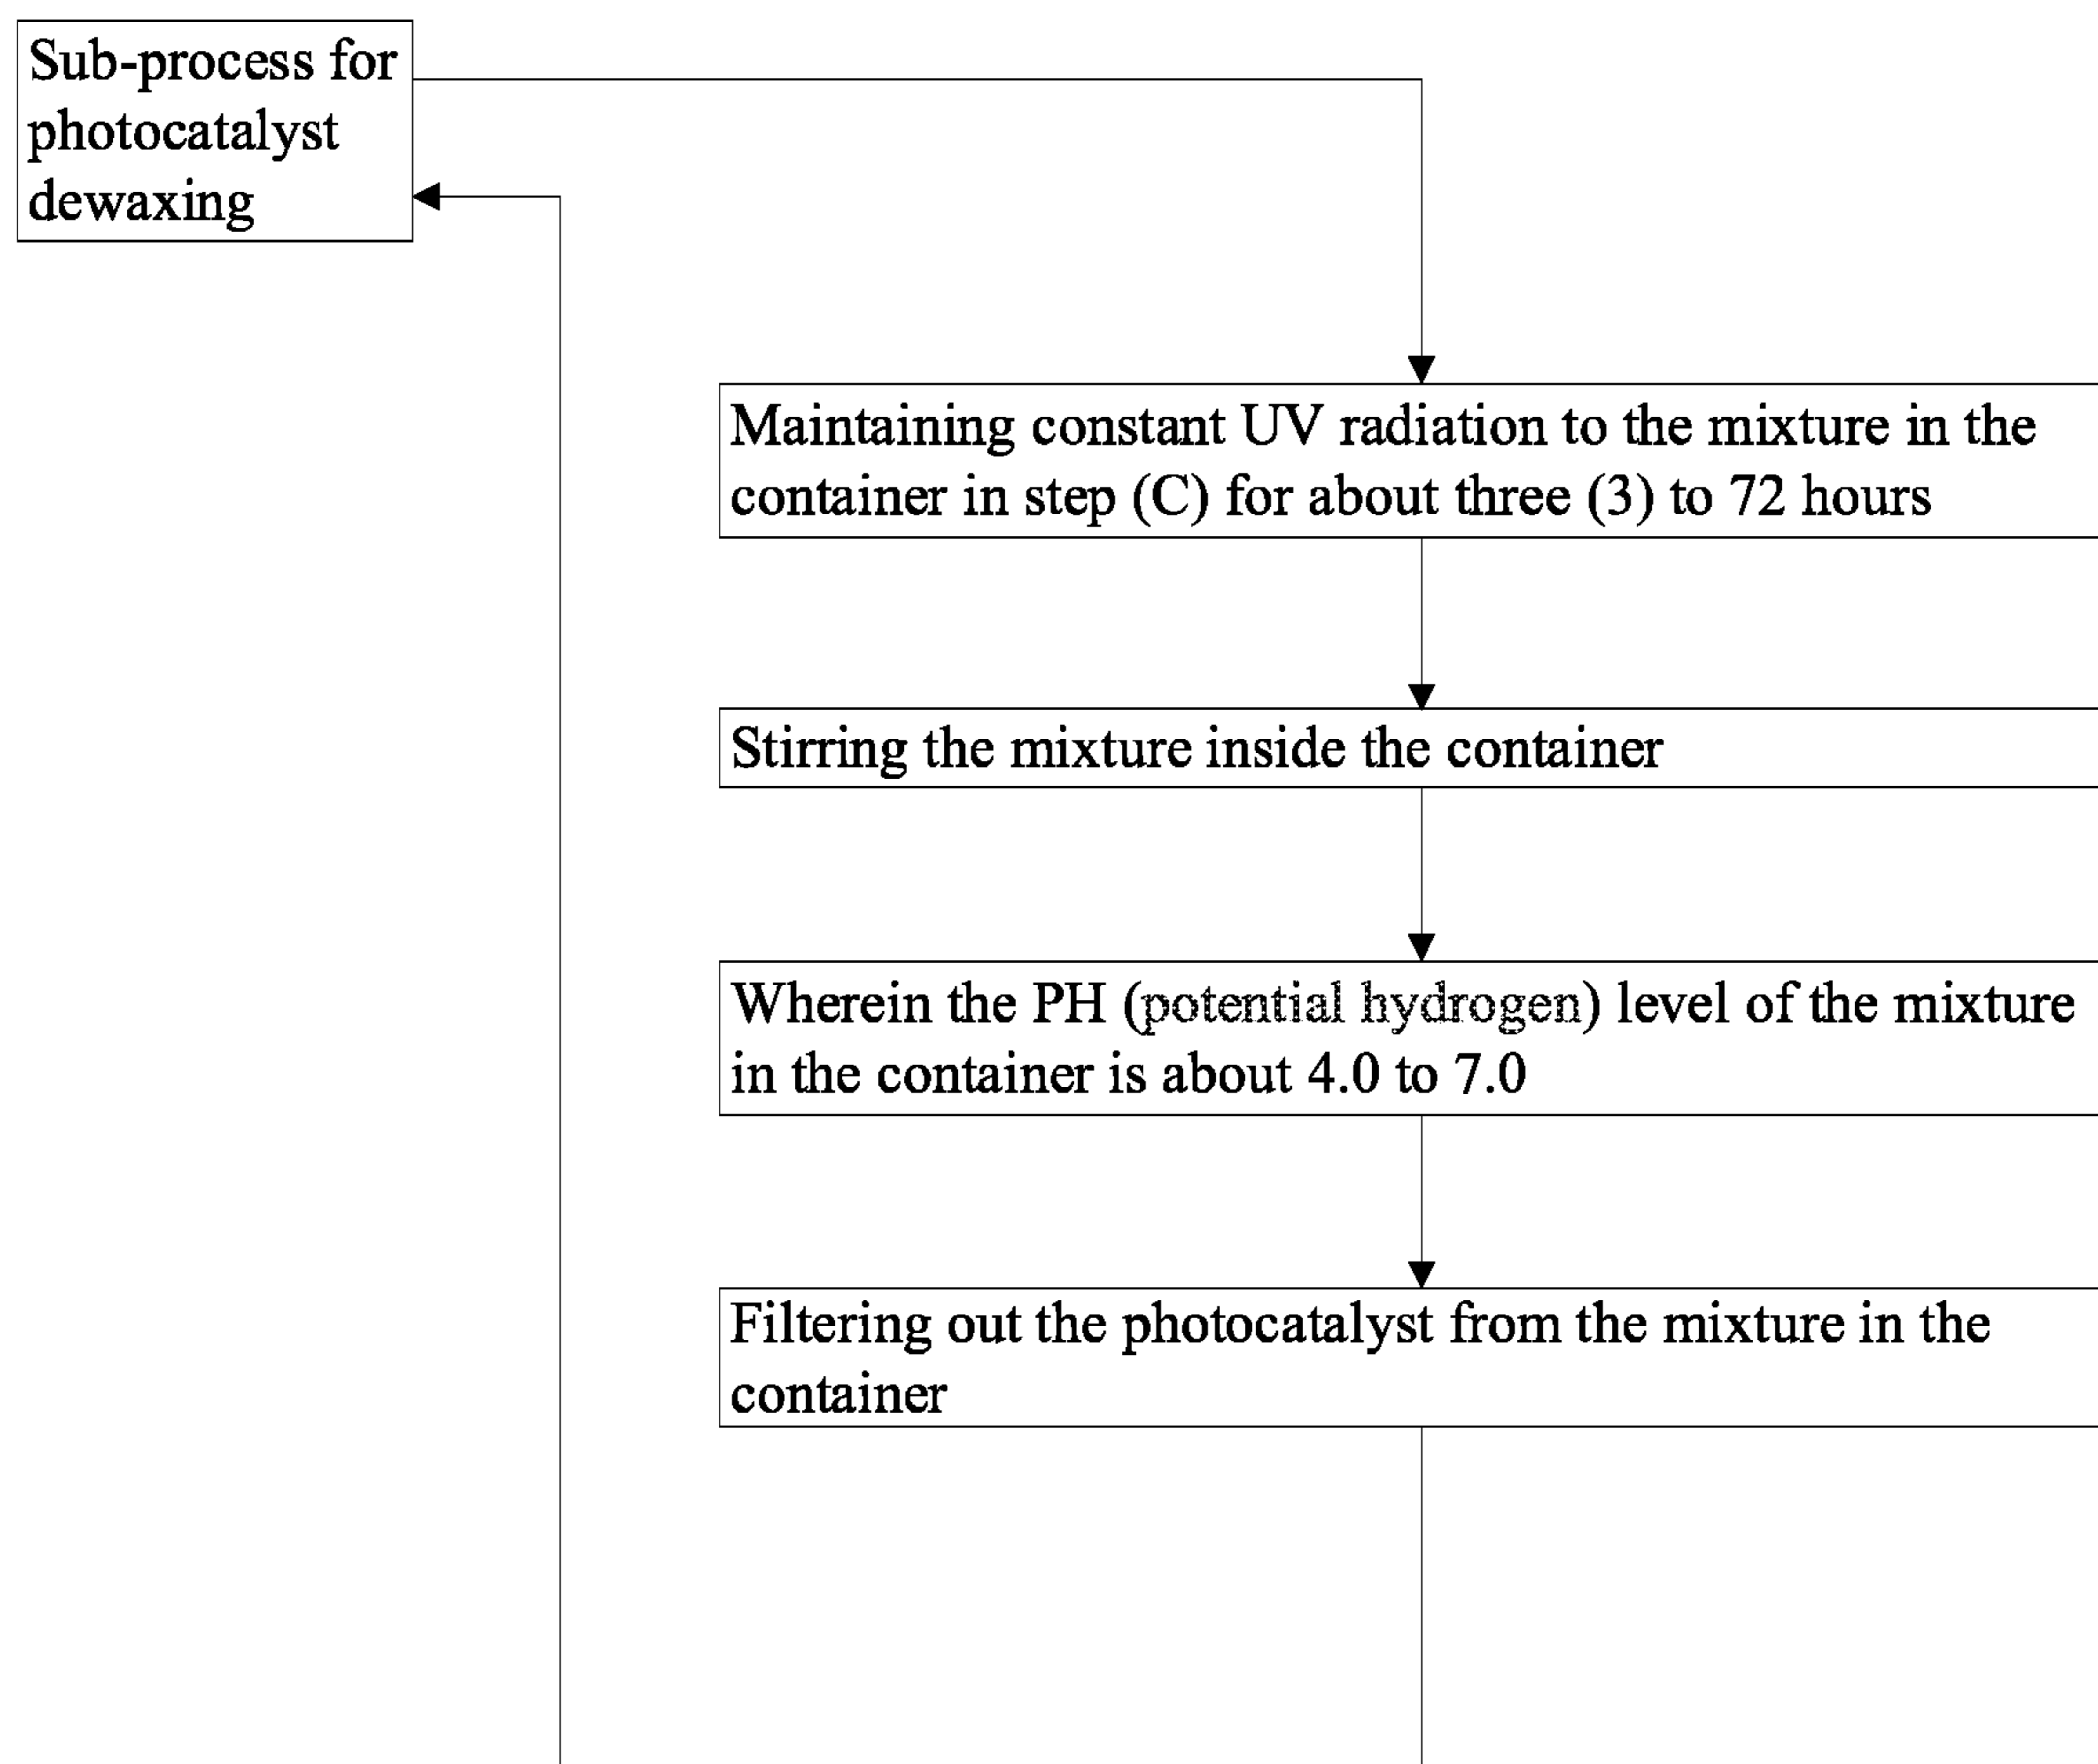 Sub-process for
photocatalyst
dewaxing
Maintaining constant UV radiation to the mixture in the
container in step (C) for about three (3) to 72 hours
Stirring the mixture inside the container
Wherein the PH (potential hydrogen) level of the mixture
in the container is about 4.0 to 7.0
Filtering out the photocatalyst from the mixture in the
container